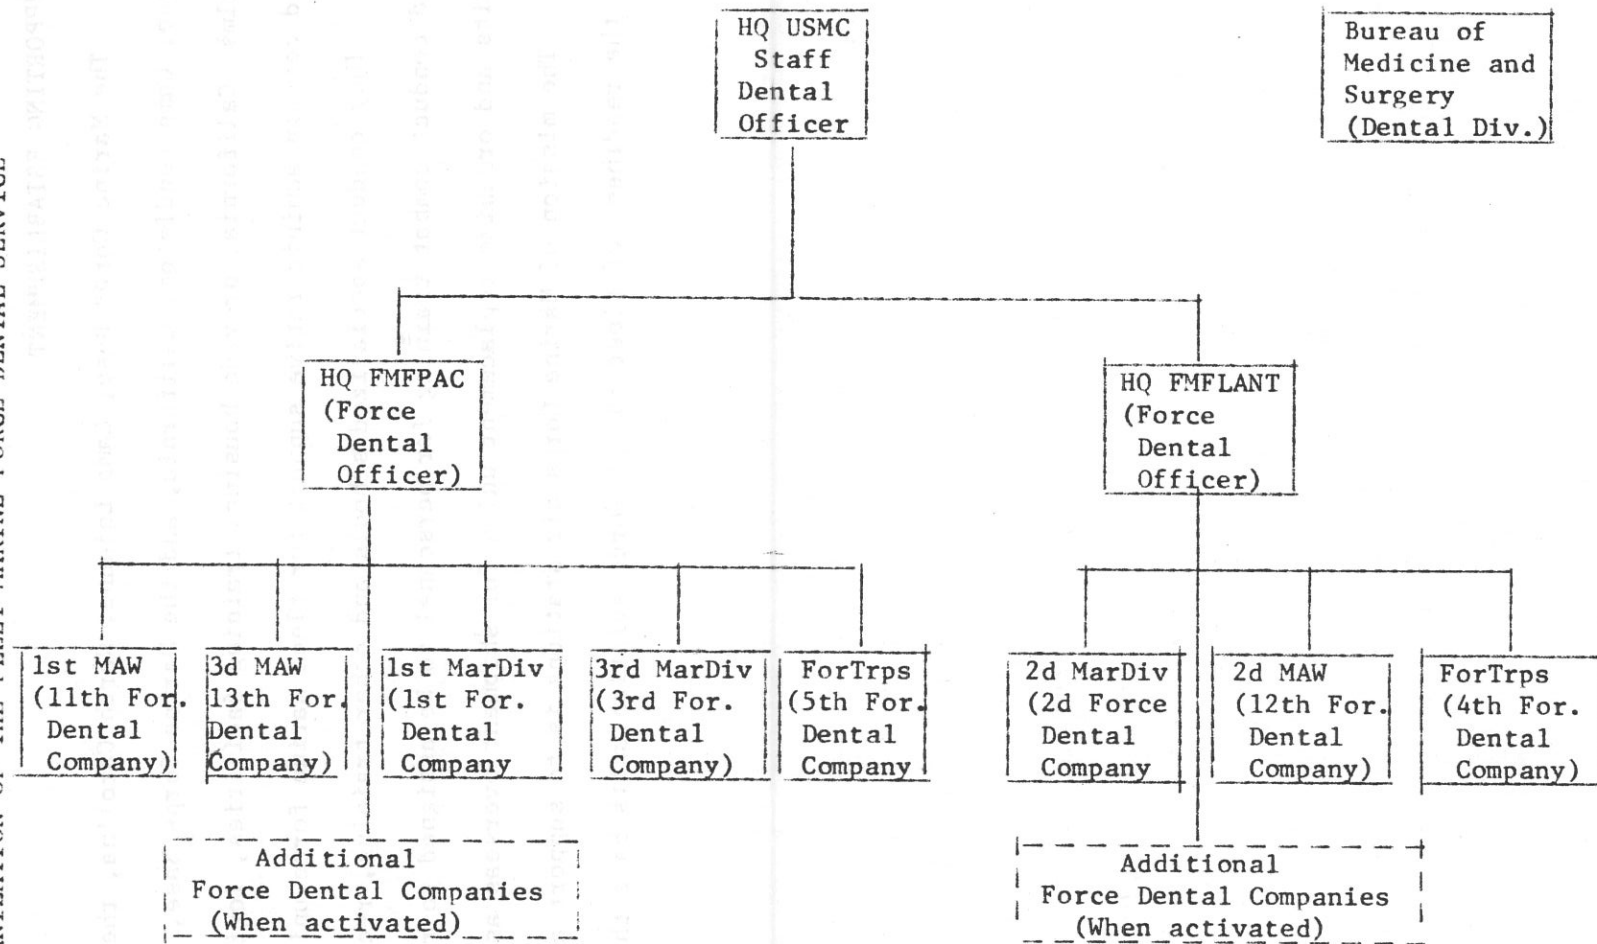 HQ USMC
Staff
Dental
Officer
Bureau of
Medicine and
Surgery
(Dental Div.)
HQ FMFPAC
(Force
Dental
Officer)
HQ FMFLANT
(Force
Dental
Officer)
1st MAW
(11th For.
Dental
Company)
3d MAW
13th For.
Dental
Company)
1st MarDiv
(1st For.
Dental
Company
3rd MarDiv
(3rd For.
Dental
Company)
ForTrps
(5th For.
Dental
Company
2d MarDiv
(2d Force
Dental
Company
2d MAW
(12th For.
Dental
Company)
ForTrps
(4th For.
Dental
Company)
Additional
Force Dental Companies
(When activated)
Additional
Force Dental Companies
(When activated)